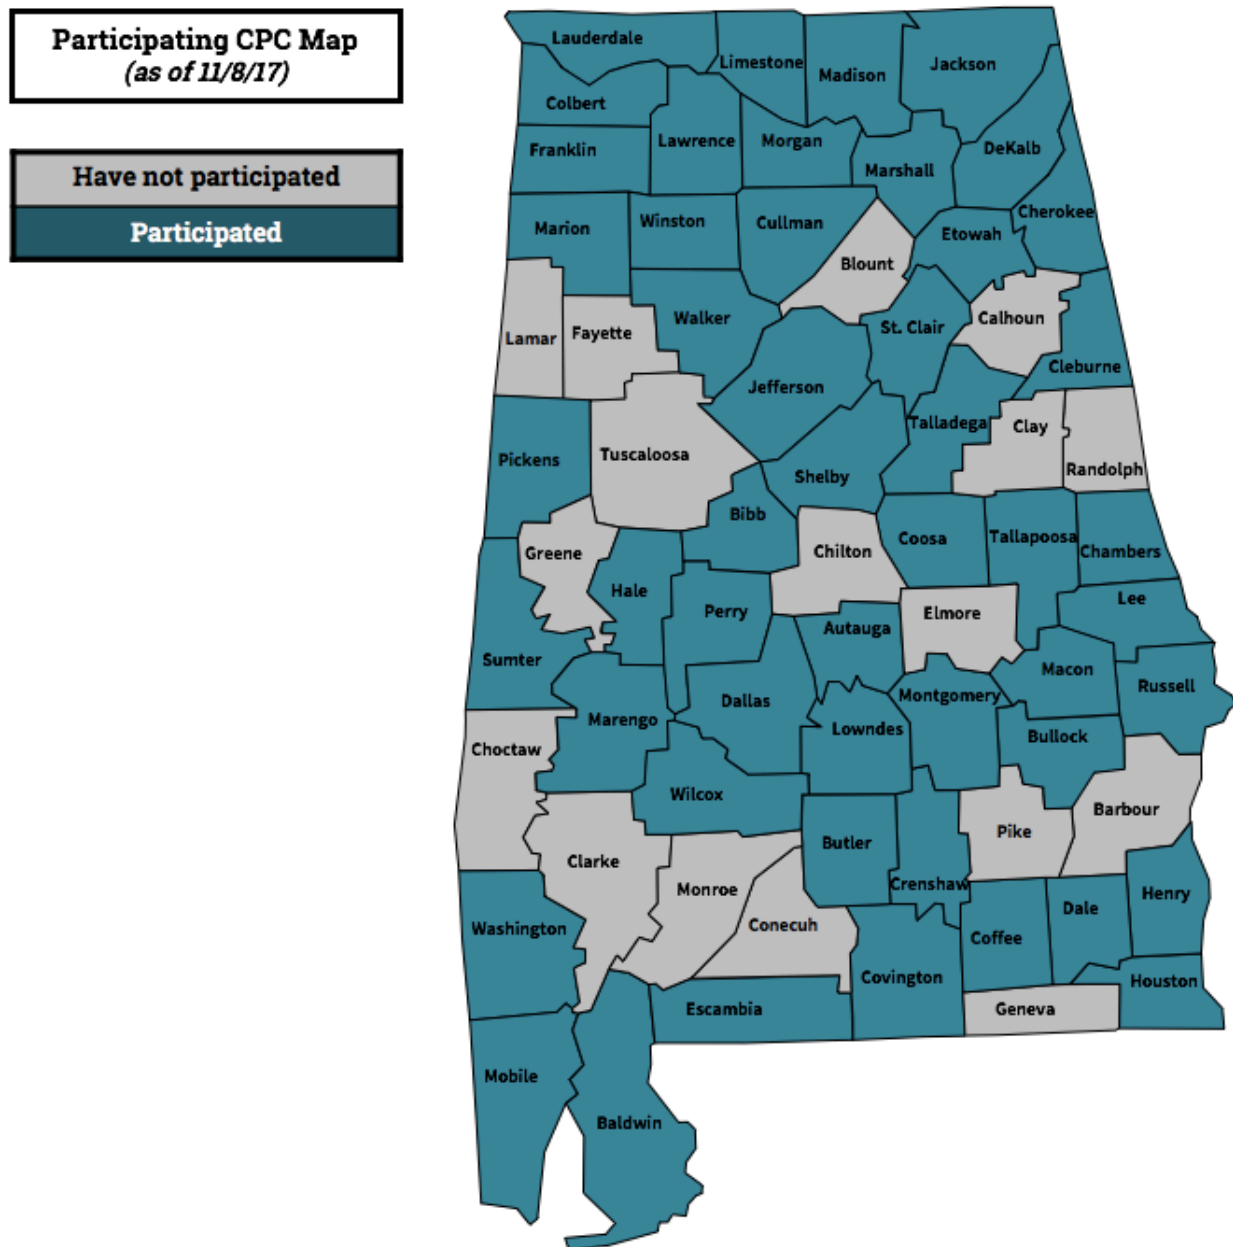 Participating CPC Map
(as of 11/8/17)
Have not participated
Participated
Lauderdale
Limestone
Madison
Jackson
Colbert
Franklin
Lawrence
Morgan
Marshall
DeKalb
Cherokee
Marion
Winston
Cullman
Etowah
Blount
Lamar
Fayette
Walker
St. Clair
Calhoun
Cleburne
Jefferson
Pickens
Tuscaloosa
Shelby
Talladega
Clay
Randolph
Bibb
Greene
Hale
Chilton
Coosa
Tallapoosa
Chambers
Perry
Autauga
Elmore
Lee
Sumter
Marengo
Dallas
Lowndes
Montgomery
Macon
Russell
Bullock
Choctaw
Wilcox
Clarke
Butler
Pike
Barbour
Monroe
Crenshaw
Conecuh
Washington
Coffee
Dale
Henry
Covington
Houston
Escambia
Geneva
Mobile
Baldwin